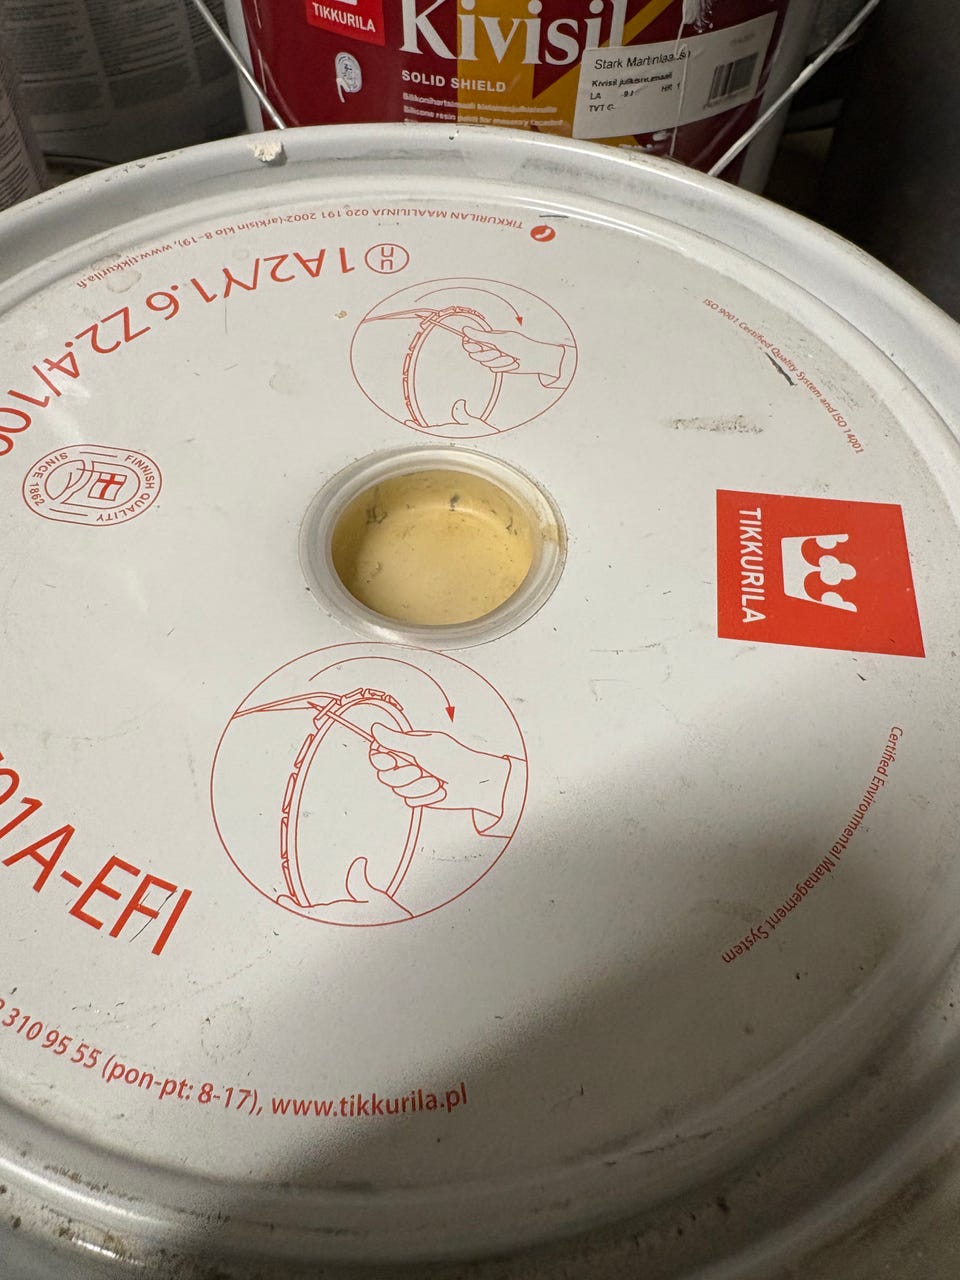 TIKKURILA
Kivisil
SOLID SHIELD
Silicone resin paint for masonry facades
Stark Martinlaakso
Kivisil julkisivumaali
LA 9 l
TIKKURILAN MAALILINJA 020 191 2002 (arkisin klo 8-19), www.tikkurila.fi
u n 1A2/Y1.6 Z2.4/100
ISO 9001 Certified Quality System and ISO 14001
Certified Environmental Management System
FINNISH QUALITY
SINCE 1862
TIKKURILA
01A-EFI
310 95 55 (pon-pt: 8-17), www.tikkurila.pl